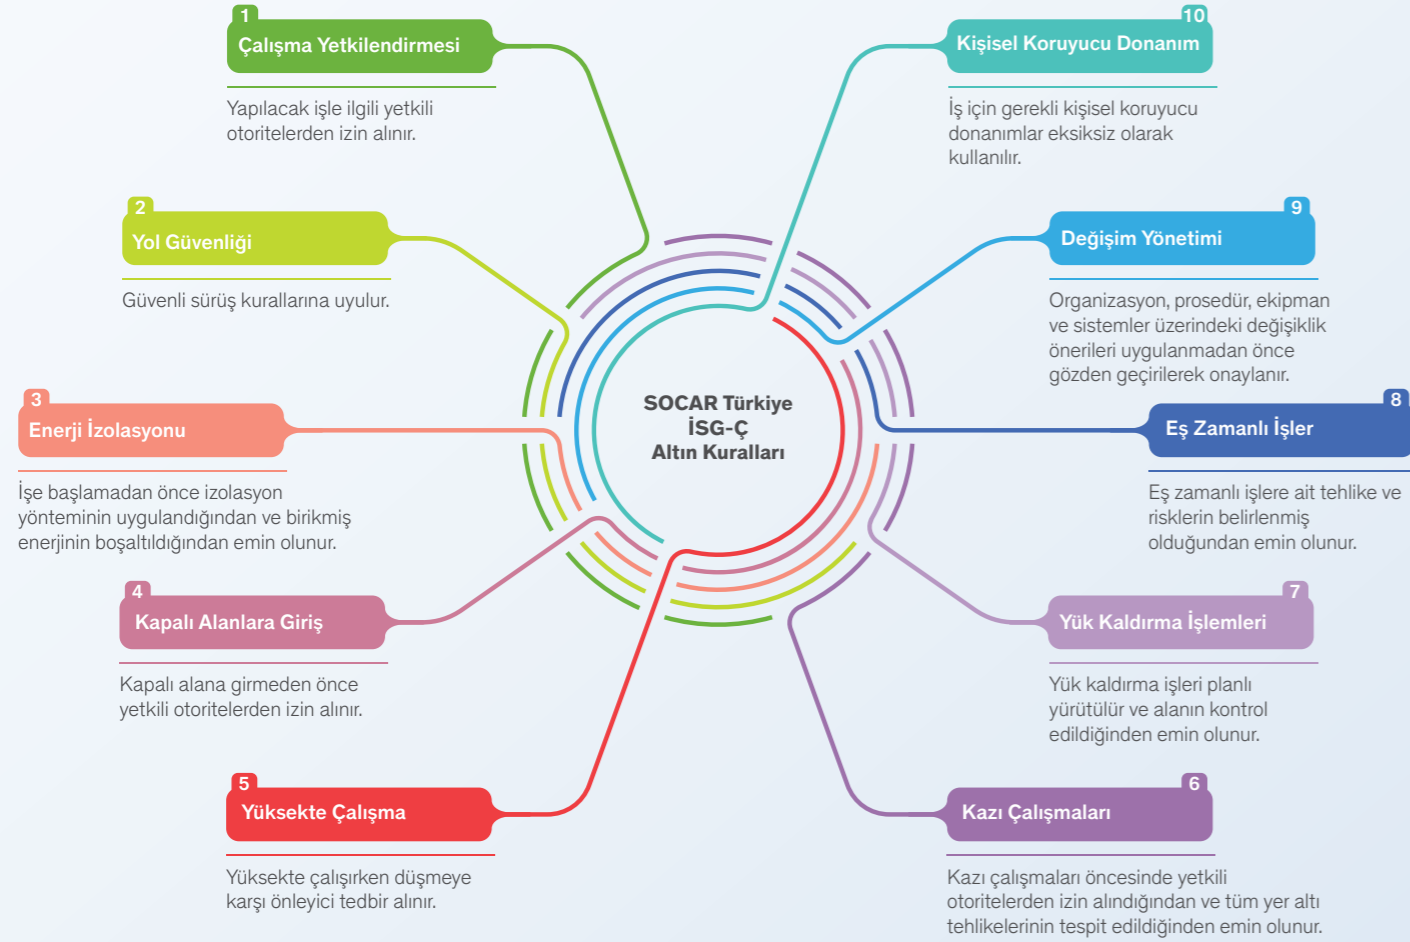 1
Çalışma Yetkilendirmesi
Yapılacak işle ilgili yetkili
otoritelerden izin alınır.
2
Yol Güvenliği
Güvenli sürüş kurallarına uyulur.
3
Enerji İzolasyonu
İşe başlamadan önce izolasyon
yönteminin uygulandığından ve birikmiş
enerjinin boşaltıldığından emin olunur.
4
Kapalı Alanlara Giriş
Kapalı alana girmeden önce
yetkili otoritelerden izin alınır.
5
Yüksekte Çalışma
Yüksekte çalışırken düşmeye
karşı önleyici tedbir alınır.
SOCAR Türkiye
İSG-Ç
Altın Kuralları
10
Kişisel Koruyucu Donanım
İş için gerekli kişisel koruyucu
donanımlar eksiksiz olarak
kullanılır.
9
Değişim Yönetimi
Organizasyon, prosedür, ekipman
ve sistemler üzerindeki değişiklik
önerileri uygulanmadan önce
gözden geçirilerek onaylanır.
8
Eş Zamanlı İşler
Eş zamanlı işlere ait tehlike ve
risklerin belirlenmiş
olduğundan emin olunur.
7
Yük Kaldırma İşlemleri
Yük kaldırma işleri planlı
yürütülür ve alanın kontrol
edildiğinden emin olunur.
6
Kazı Çalışmaları
Kazı çalışmaları öncesinde yetkili
otoritelerden izin alındığından ve tüm yer altı
tehlikelerinin tespit edildiğinden emin olunur.